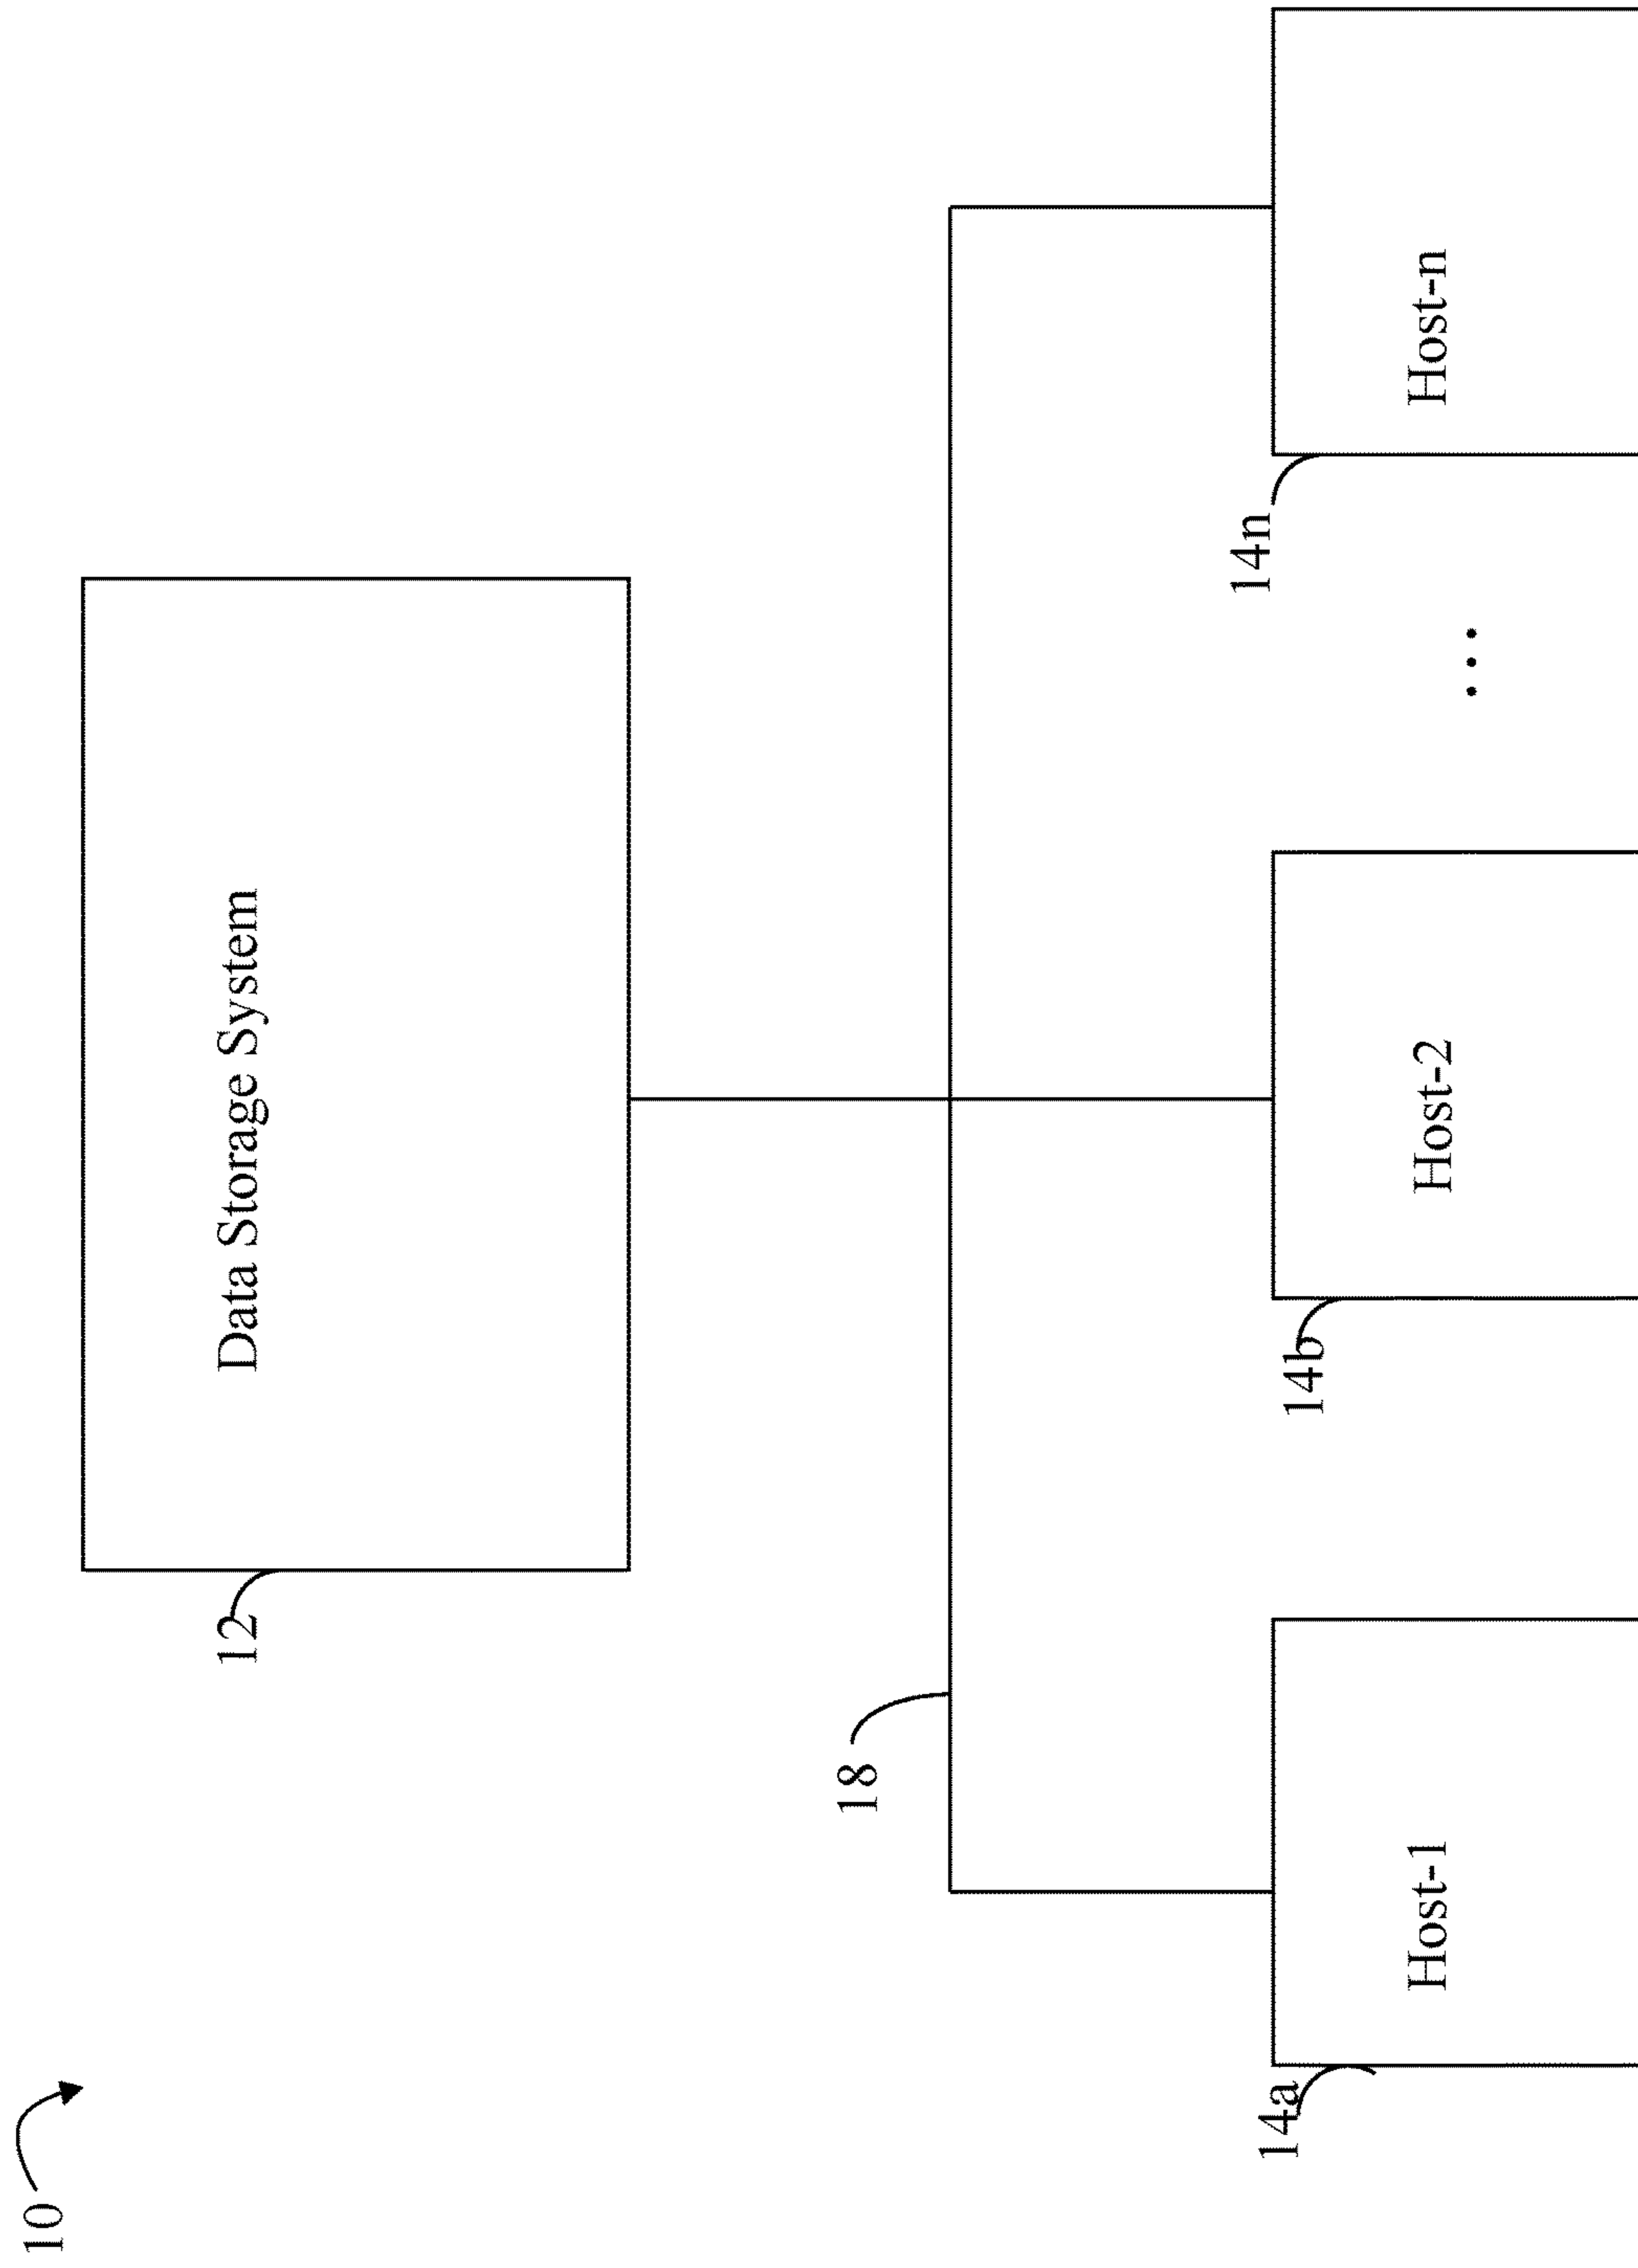 10
12
Data Storage System
18
14a
Host-1
14b
Host-2
...
14n
Host-n